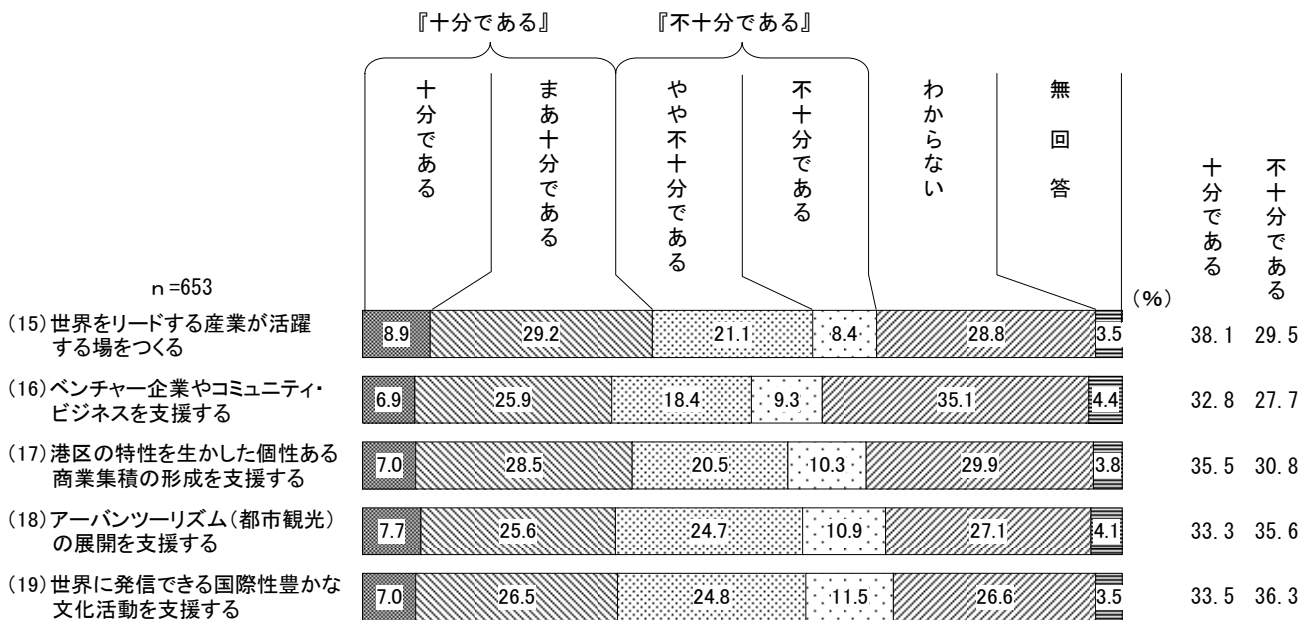 『十分である』 『不十分である』
十分である
まあ十分である
やや不十分である
不十分である
わからない
無回答
十分である
不十分である
n=653
(%)
(15)世界をリードする産業が活躍
する場をつくる
8.9 29.2 21.1 8.4 28.8 3.5 38.1 29.5
(16)ベンチャー企業やコミュニティ・
ビジネスを支援する
6.9 25.9 18.4 9.3 35.1 4.4 32.8 27.7
(17)港区の特性を生かした個性ある
商業集積の形成を支援する
7.0 28.5 20.5 10.3 29.9 3.8 35.5 30.8
(18)アーバンツーリズム(都市観光)
の展開を支援する
7.7 25.6 24.7 10.9 27.1 4.1 33.3 35.6
(19)世界に発信できる国際性豊かな
文化活動を支援する
7.0 26.5 24.8 11.5 26.6 3.5 33.5 36.3